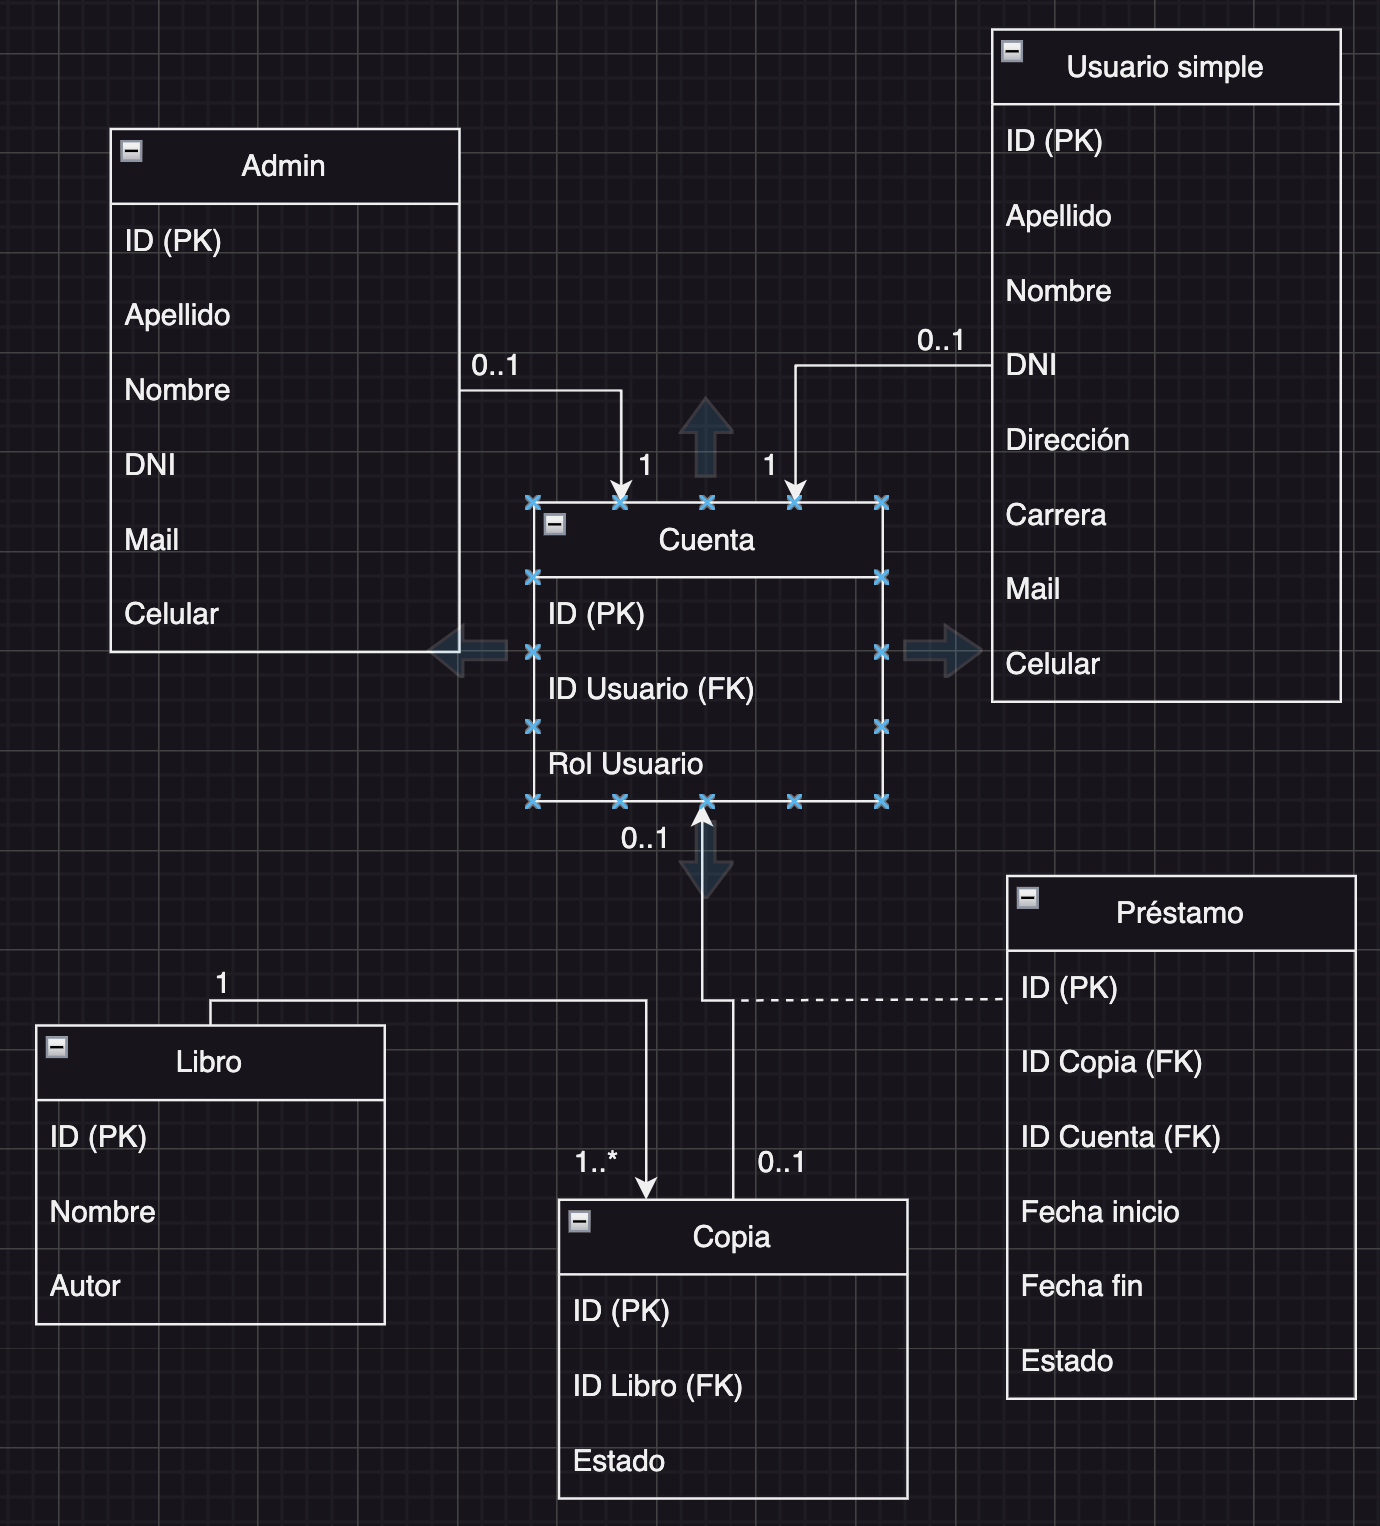 Usuario simple
ID (PK)
Apellido
Nombre
DNI
Dirección
Carrera
Mail
Celular
Admin
ID (PK)
Apellido
Nombre
DNI
Mail
Celular
0..1
0..1
1
1
Cuenta
ID (PK)
ID Usuario (FK)
Rol Usuario
0..1
Préstamo
ID (PK)
ID Copia (FK)
ID Cuenta (FK)
Fecha inicio
Fecha fin
Estado
1
Libro
ID (PK)
Nombre
Autor
1..*
0..1
Copia
ID (PK)
ID Libro (FK)
Estado